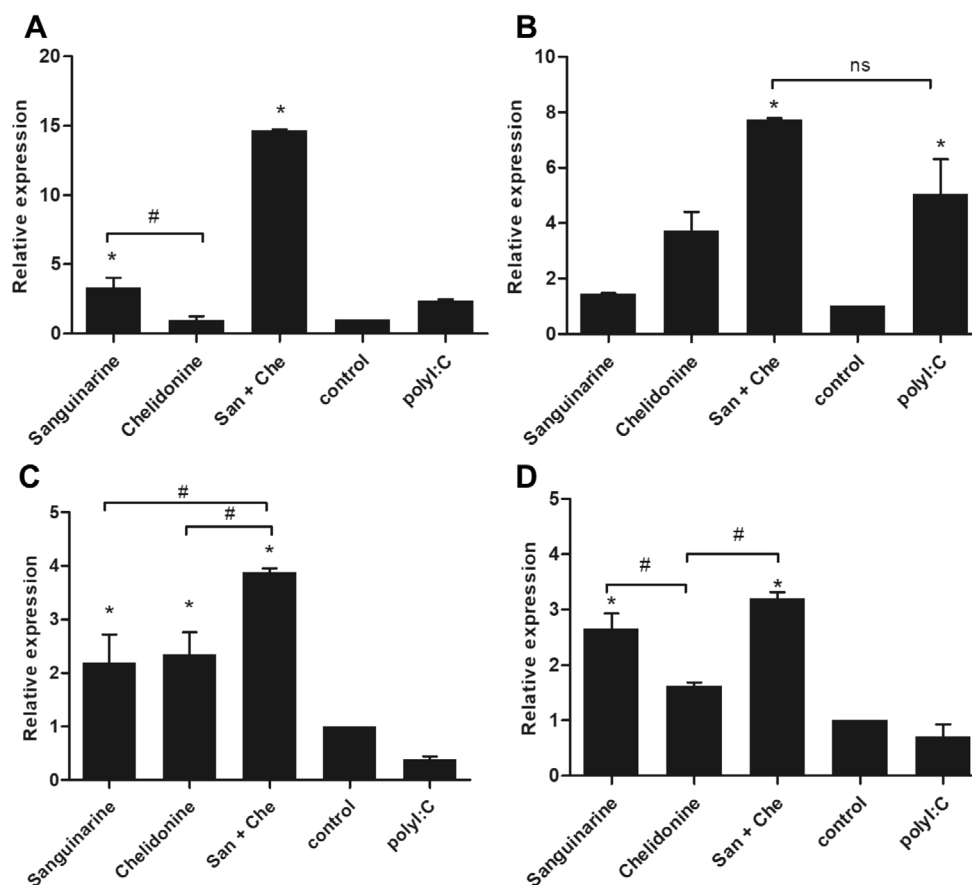 A
Relative expression
20
15
10
5
0
*
#
*
Sanguinarine
Chelidonine
San + Che
control
polyI:C
B
Relative expression
10
8
6
4
2
0
ns
*
*
Sanguinarine
Chelidonine
San + Che
control
polyI:C
C
Relative expression
5
4
3
2
1
0
#
#
*
*
*
Sanguinarine
Chelidonine
San + Che
control
polyI:C
D
Relative expression
5
4
3
2
1
0
#
#
*
*
Sanguinarine
Chelidonine
San + Che
control
polyI:C